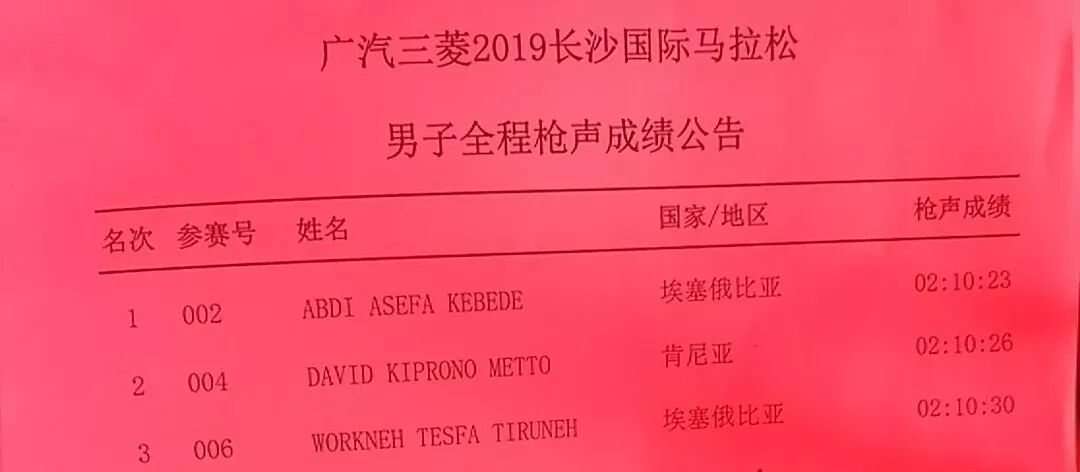 广汽三菱2019长沙国际马拉松
男子全程枪声成绩公告
名次 参赛号 姓名 国家/地区 枪声成绩
1 002 ABDI ASEFA KEBEDE 埃塞俄比亚 02:10:23
2 004 DAVID KIPRONO METTO 肯尼亚 02:10:26
3 006 WORKNEH TESFA TIRUNEH 埃塞俄比亚 02:10:30